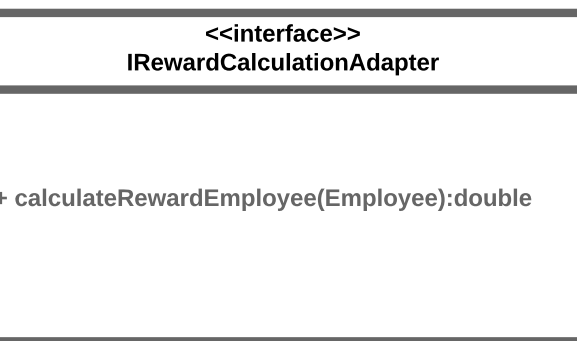 <<interface>>
IRewardCalculationAdapter
+ calculateRewardEmployee(Employee):double